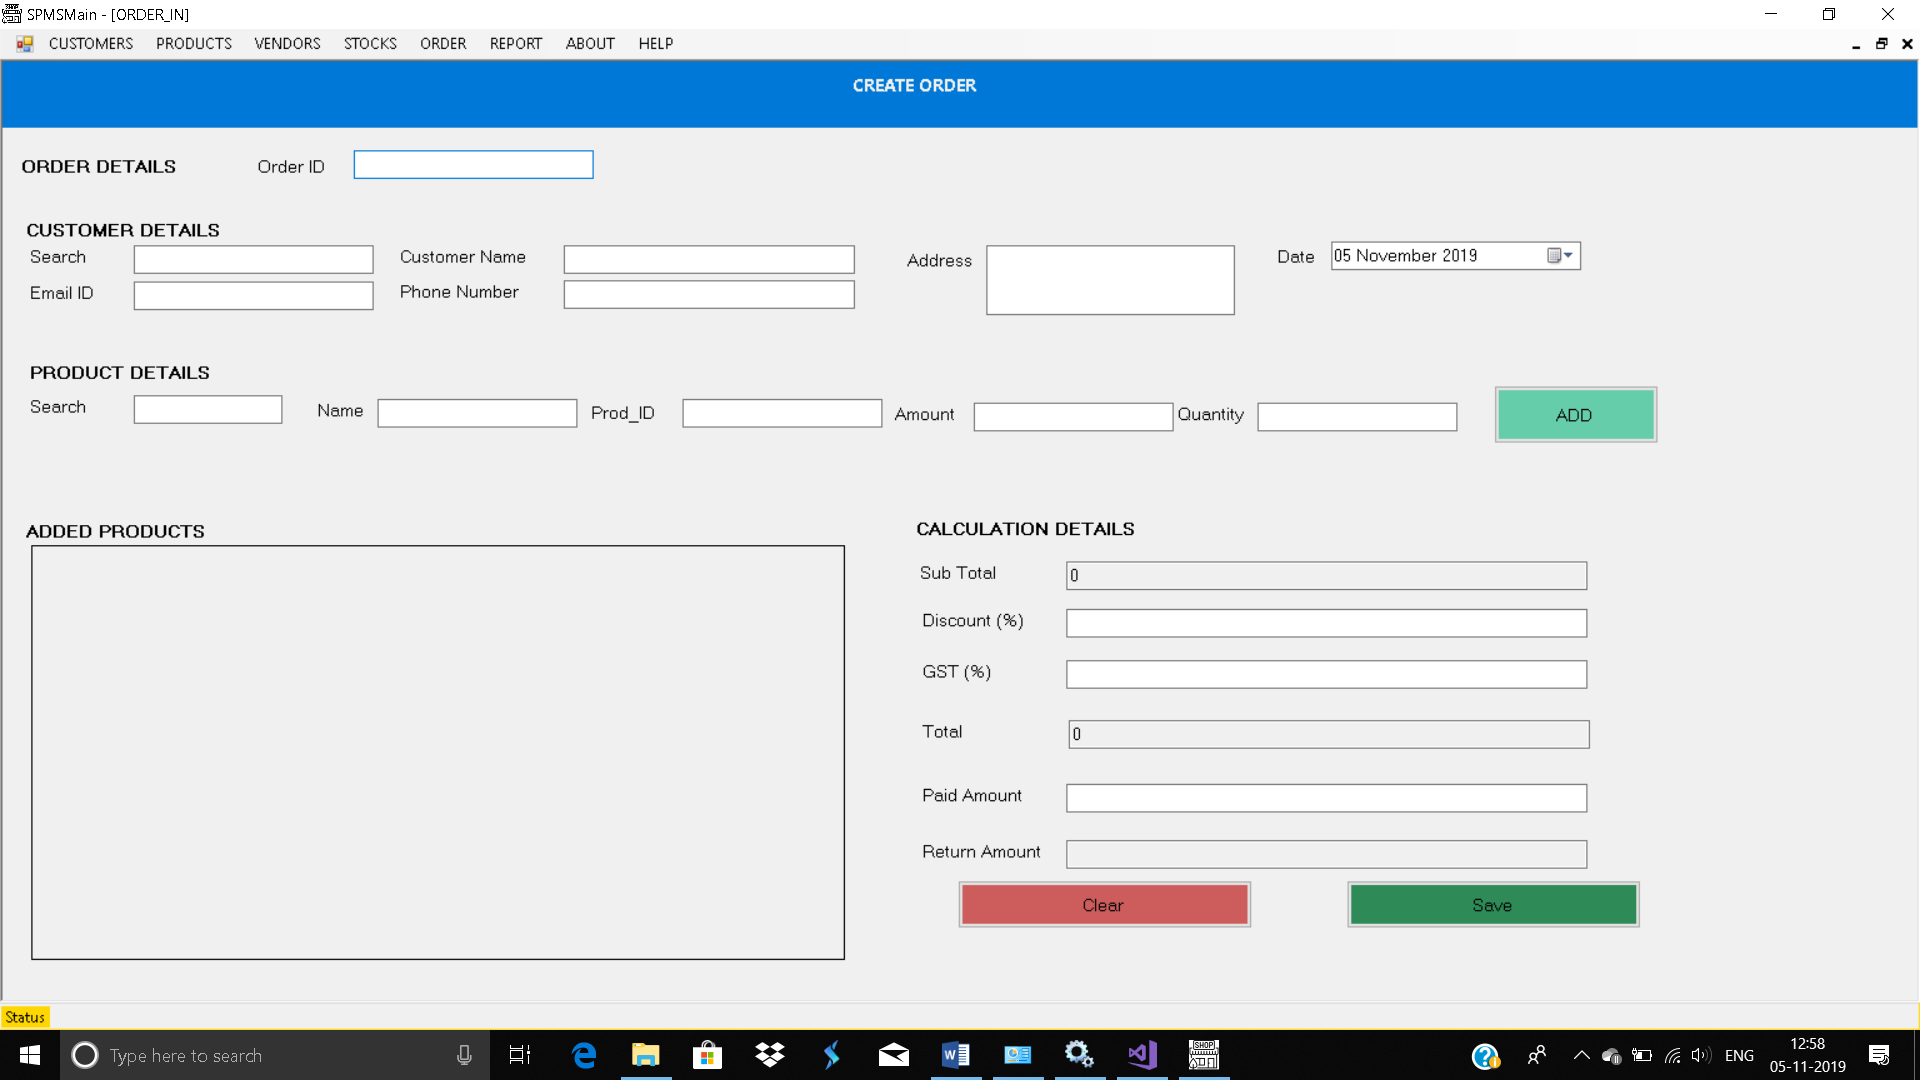 SPMSMain - [ORDER_IN]
CUSTOMERS PRODUCTS VENDORS STOCKS ORDER REPORT ABOUT HELP
CREATE ORDER
ORDER DETAILS Order ID
CUSTOMER DETAILS
Search Customer Name Address Date 05 November 2019
Email ID Phone Number
PRODUCT DETAILS
Search Name Prod_ID Amount Quantity ADD
ADDED PRODUCTS
CALCULATION DETAILS
Sub Total 0
Discount (%)
GST (%)
Total 0
Paid Amount
Return Amount
Clear Save
Status
Type here to search
SHOP
ENG
12:58
05-11-2019